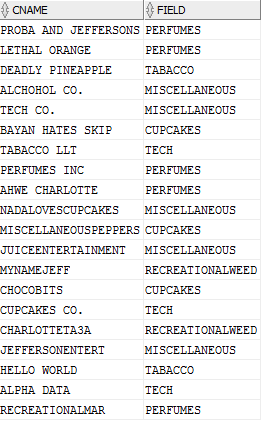 CNAME FIELD
PROBA AND JEFFERSONS PERFUMES
LETHAL ORANGE PERFUMES
DEADLY PINEAPPLE TABACCO
ALCHOHOL CO. MISCELLANEOUS
TECH CO. MISCELLANEOUS
BAYAN HATES SKIP CUPCAKES
TABACCO LLT TECH
PERFUMES INC PERFUMES
AHWE CHARLOTTE PERFUMES
NADALOVESCUPCAKES MISCELLANEOUS
MISCELLANEOUSPEPPERS CUPCAKES
JUICEENTERTAINMENT MISCELLANEOUS
MYNAMEJEFF RECREATIONALWEED
CHOCOBITS CUPCAKES
CUPCAKES CO. TECH
CHARLOTTETA3A RECREATIONALWEED
JEFFERSONENTERT MISCELLANEOUS
HELLO WORLD TABACCO
ALPHA DATA TECH
RECREATIONALMAR PERFUMES